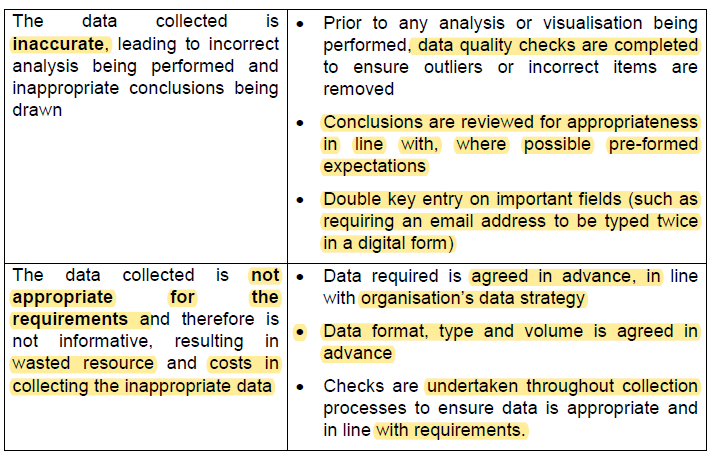 The data collected is
inaccurate, leading to incorrect
analysis being performed and
inappropriate conclusions being
drawn
• Prior to any analysis or visualisation being
performed, data quality checks are completed
to ensure outliers or incorrect items are
removed
• Conclusions are reviewed for appropriateness
in line with, where possible pre-formed
expectations
• Double key entry on important fields (such as
requiring an email address to be typed twice
in a digital form)
The data collected is not
appropriate for the
requirements and therefore is
not informative, resulting in
wasted resource and costs in
collecting the inappropriate data
• Data required is agreed in advance, in line
with organisation's data strategy
• Data format, type and volume is agreed in
advance
• Checks are undertaken throughout collection
processes to ensure data is appropriate and
in line with requirements.